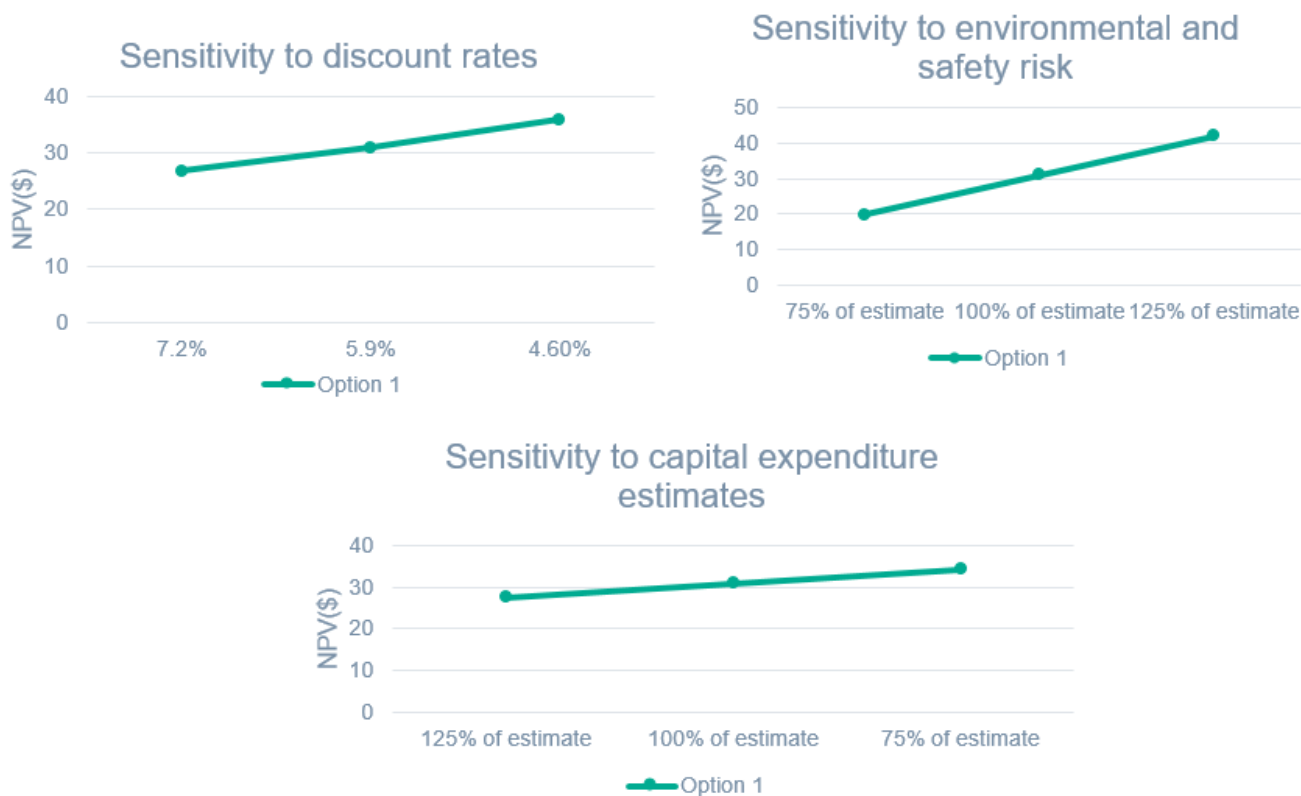 Sensitivity to discount rates
NPV($)
40
30
20
10
0
7.2% 5.9% 4.60%
Option 1
Sensitivity to environmental and
safety risk
NPV($)
50
40
30
20
10
0
75% of estimate 100% of estimate 125% of estimate
Option 1
Sensitivity to capital expenditure
estimates
NPV($)
40
30
20
10
0
125% of estimate 100% of estimate 75% of estimate
Option 1